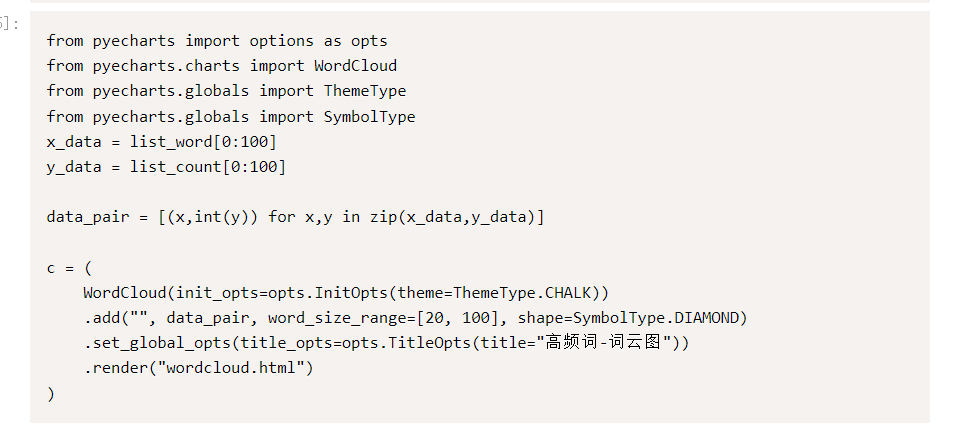 5]:
from pyecharts import options as opts
from pyecharts.charts import WordCloud
from pyecharts.globals import ThemeType
from pyecharts.globals import SymbolType
x_data = list_word[0:100]
y_data = list_count[0:100]
data_pair = [(x,int(y)) for x,y in zip(x_data,y_data)]
c = (
    WordCloud(init_opts=opts.InitOpts(theme=ThemeType.CHALK))
    .add("", data_pair, word_size_range=[20, 100], shape=SymbolType.DIAMOND)
    .set_global_opts(title_opts=opts.TitleOpts(title="高频词-词云图"))
    .render("wordcloud.html")
)